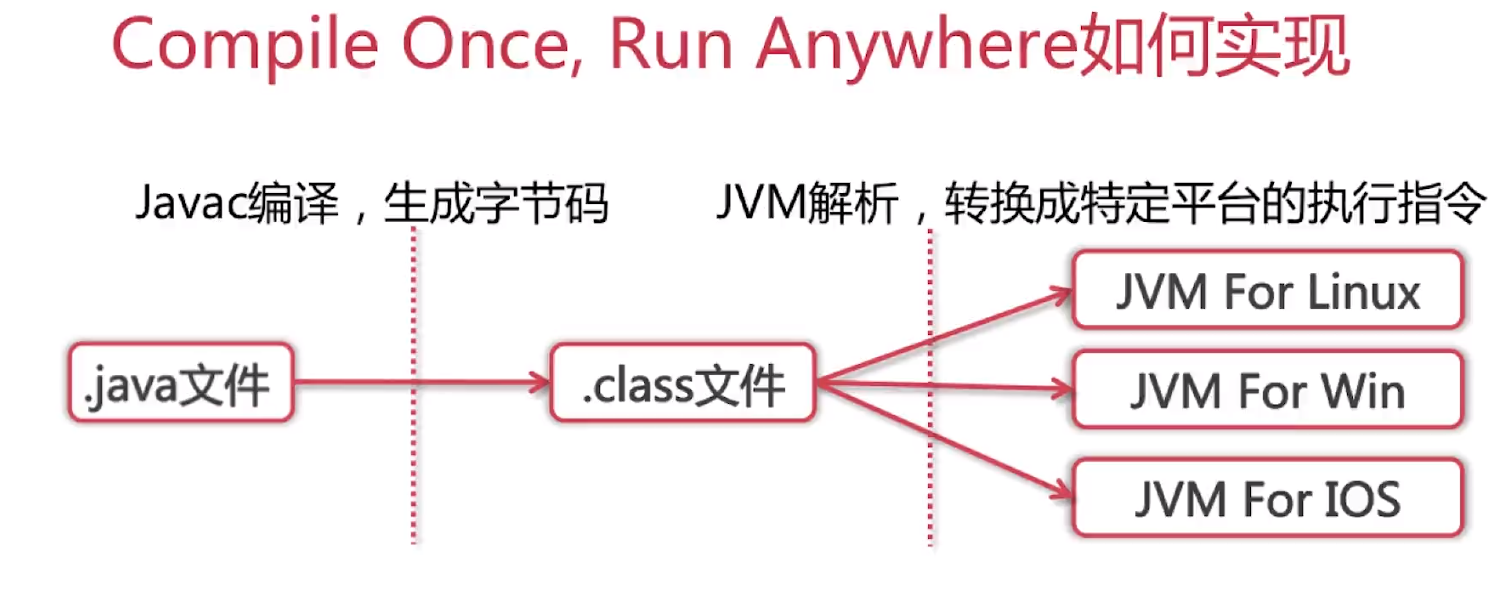 Compile Once, Run Anywhere如何实现
Javac编译，生成字节码
JVM解析，转换成特定平台的执行指令
.java文件
.class文件
JVM For Linux
JVM For Win
JVM For IOS